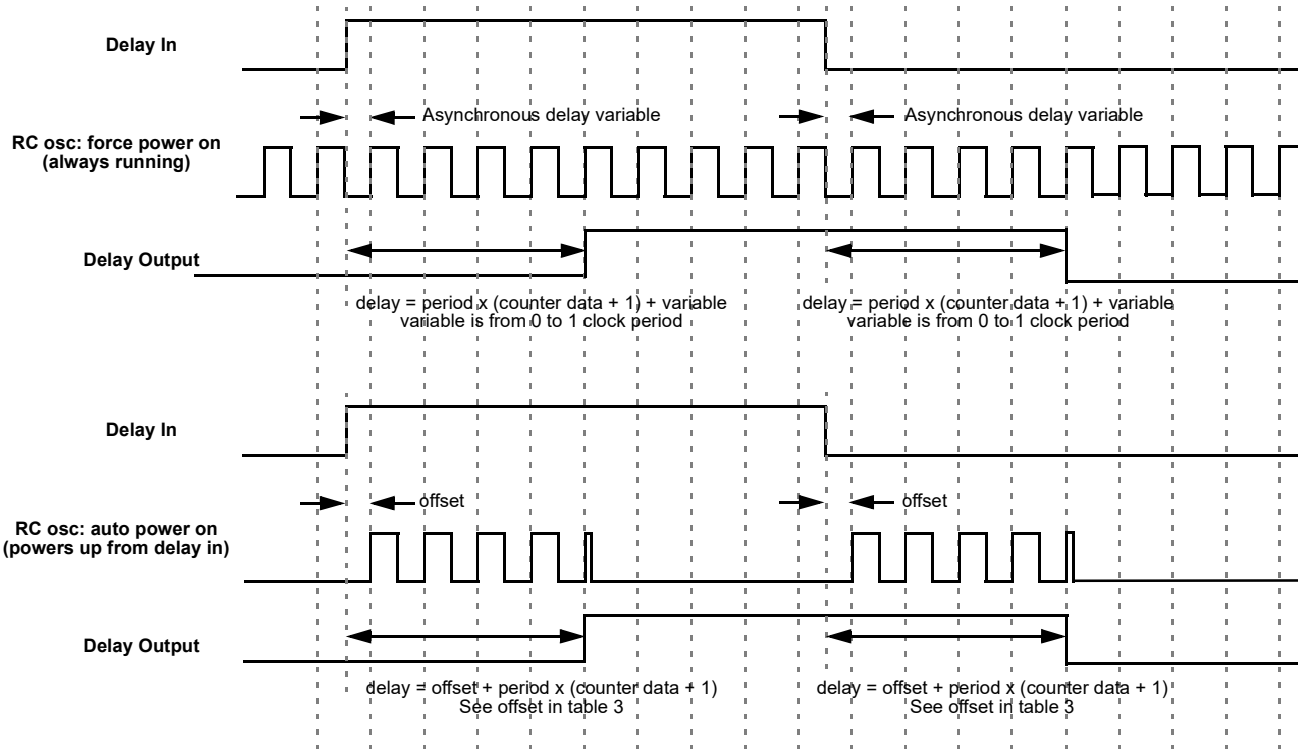 Delay In
Asynchronous delay variable
Asynchronous delay variable
RC osc: force power on
(always running)
Delay Output
delay = period x (counter data + 1) + variable
variable is from 0 to 1 clock period
delay = period x (counter data + 1) + variable
variable is from 0 to 1 clock period
Delay In
offset
offset
RC osc: auto power on
(powers up from delay in)
Delay Output
delay = offset + period x (counter data + 1)
See offset in table 3
delay = offset + period x (counter data + 1)
See offset in table 3